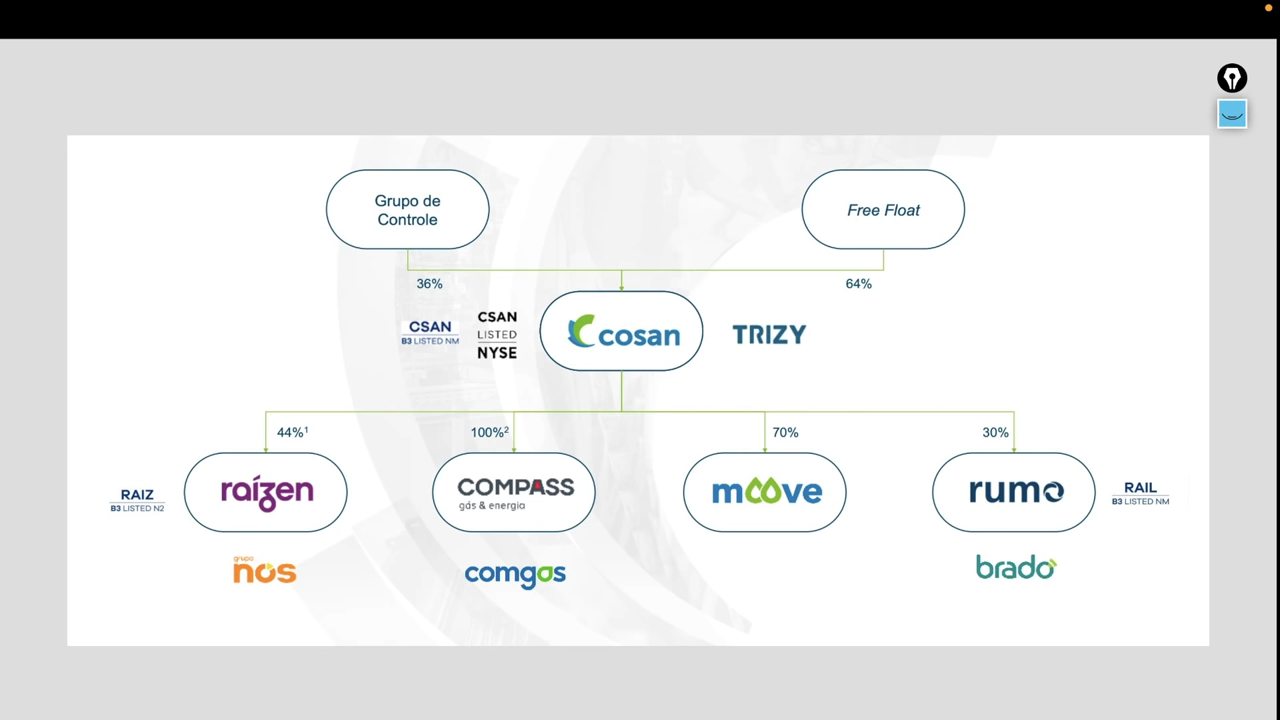 Grupo de
Controle
Free Float
36%
64%
CSAN
B3 LISTED NM
CSAN
LISTED
NYSE
cosan
TRIZY
44%¹
100%²
70%
30%
RAIZ
B3 LISTED N2
raízen
COMPASS
gás & energia
moove
rumo
RAIL
B3 LISTED NM
grupo
nós
comgas
brado